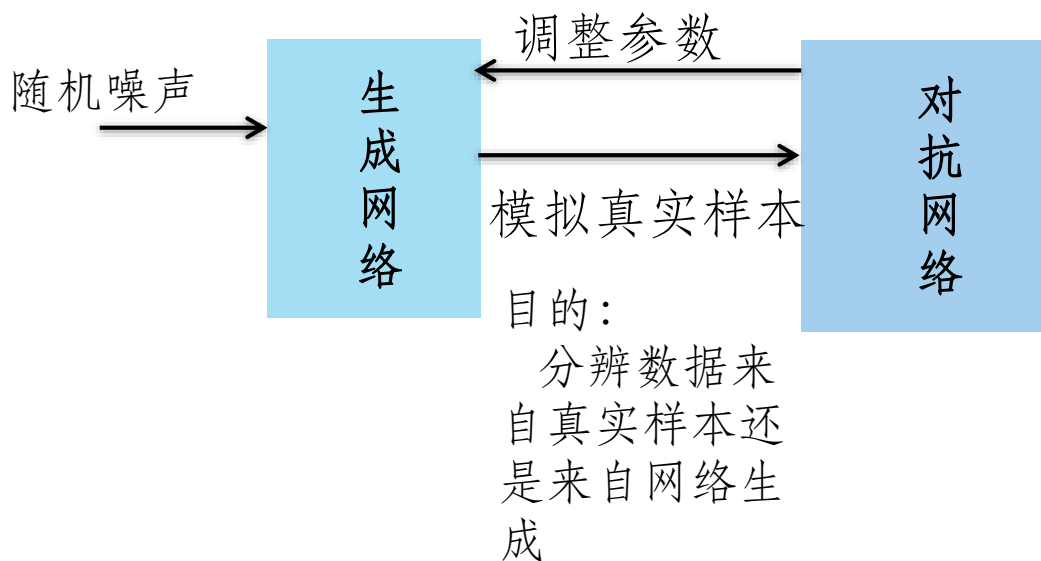 随机噪声
生成网络
调整参数
模拟真实样本
对抗网络
目的:
分辨数据来
自真实样本还
是来自网络生
成